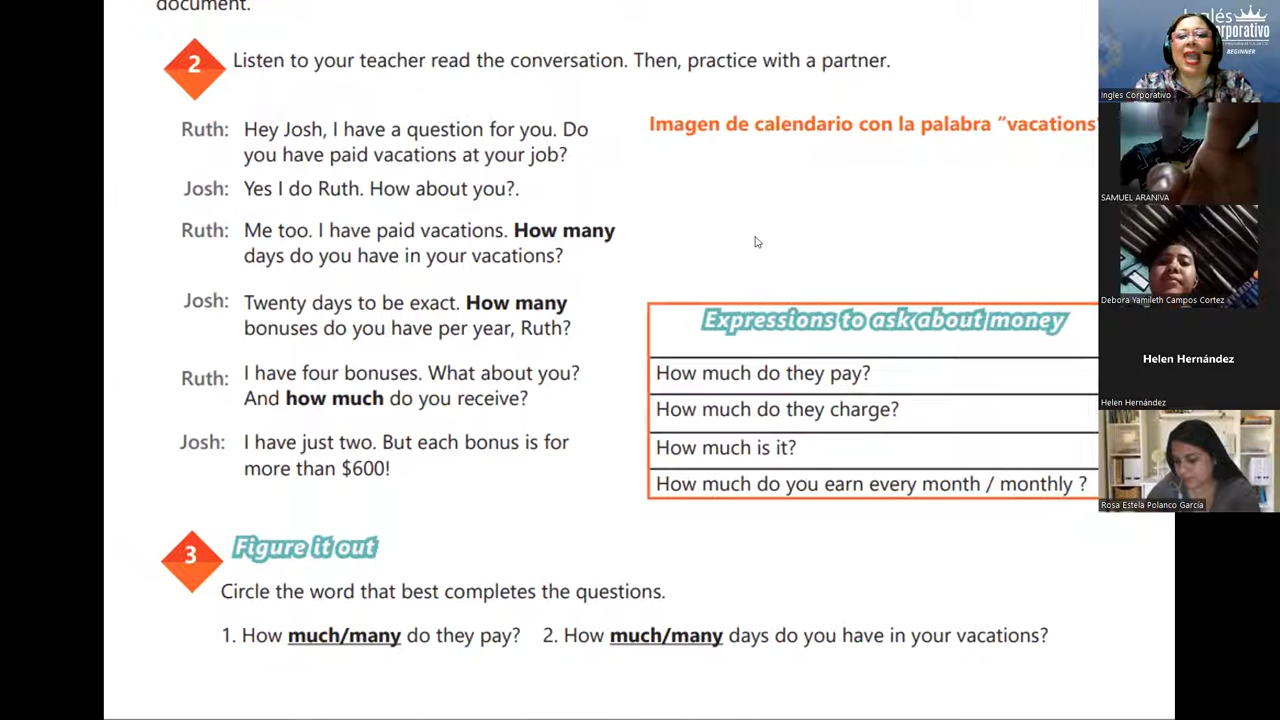 document.
2 Listen to your teacher read the conversation. Then, practice with a partner.
Ruth: Hey Josh, I have a question for you. Do
you have paid vacations at your job?
Josh: Yes I do Ruth. How about you?.
Ruth: Me too. I have paid vacations. How many
days do you have in your vacations?
Josh: Twenty days to be exact. How many
bonuses do you have per year, Ruth?
Ruth: I have four bonuses. What about you?
And how much do you receive?
Josh: I have just two. But each bonus is for
more than $600!
Imagen de calendario con la palabra “vacations
Expressions to ask about money
How much do they pay?
How much do they charge?
How much is it?
How much do you earn every month / monthly ?
3 Figure it out
Circle the word that best completes the questions.
1. How much/many do they pay? 2. How much/many days do you have in your vacations?
Inglés
BEGINNER
Ingles Corporativo
SAMUEL ARANIVA
Debora Yamileth Campos Cortez
Helen Hernández
Helen Hernández
Rosa Estela Polanco García